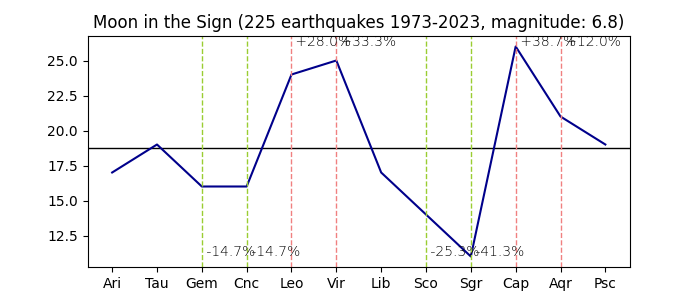 Moon in the Sign (225 earthquakes 1973-2023, magnitude: 6.8)
+28.0% +33.3% +38.7% +12.0%
25.0
22.5
20.0
17.5
15.0
12.5
-14.7% -14.7% -25.3% -41.3%
Ari Tau Gem Cnc Leo Vir Lib Sco Sgr Cap Aqr Psc